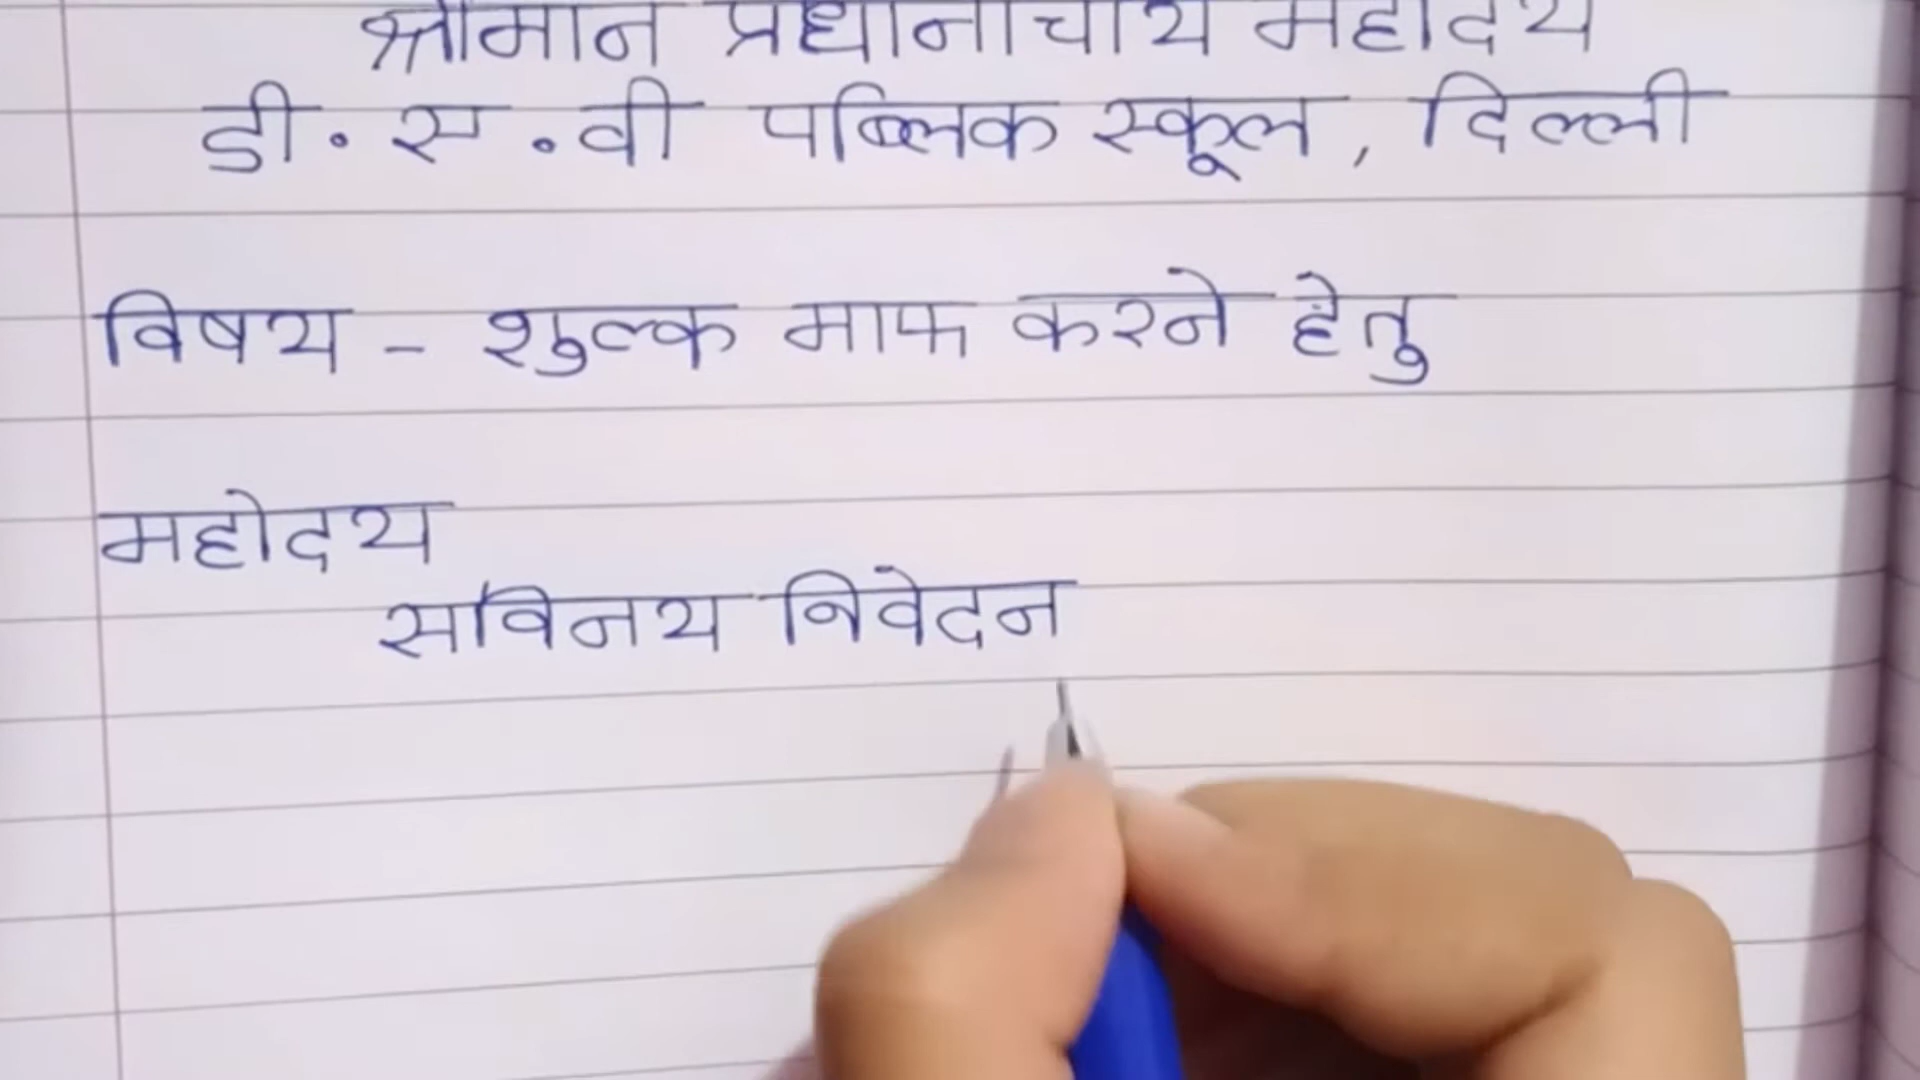 श्रीमान प्रधानाचार्य महोदय
डी. ए. वी पब्लिक स्कूल, दिल्ली
विषय - शुल्क माफ करने हेतु
महोदय
सविनय निवेदन